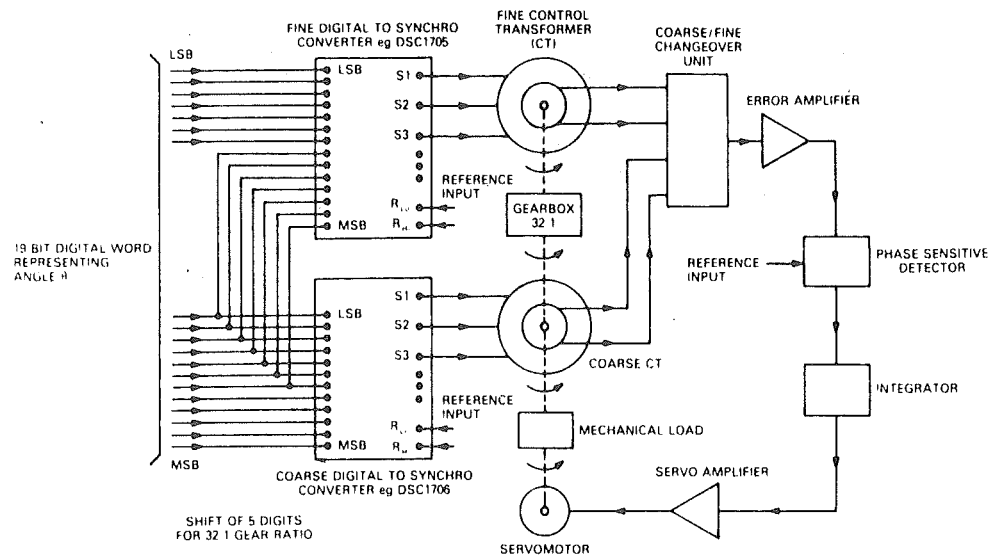 FINE DIGITAL TO SYNCHRO
CONVERTER eg DSC1705
FINE CONTROL
TRANSFORMER
(CT)
COARSE/FINE
CHANGEOVER
UNIT
ERROR AMPLIFIER
LSB
LSB
S1
S2
S3
MSB
REFERENCE
INPUT
GEARBOX
32 1
19 BIT DIGITAL WORD
REPRESENTING
ANGLE θ
REFERENCE
INPUT
PHASE SENSITIVE
DETECTOR
LSB
S1
S2
S3
COARSE CT
INTEGRATOR
REFERENCE
INPUT
MECHANICAL LOAD
MSB
MSB
COARSE DIGITAL TO SYNCHRO
CONVERTER eg DSC1706
SERVO AMPLIFIER
SHIFT OF 5 DIGITS
FOR 32 1 GEAR RATIO
SERVOMOTOR